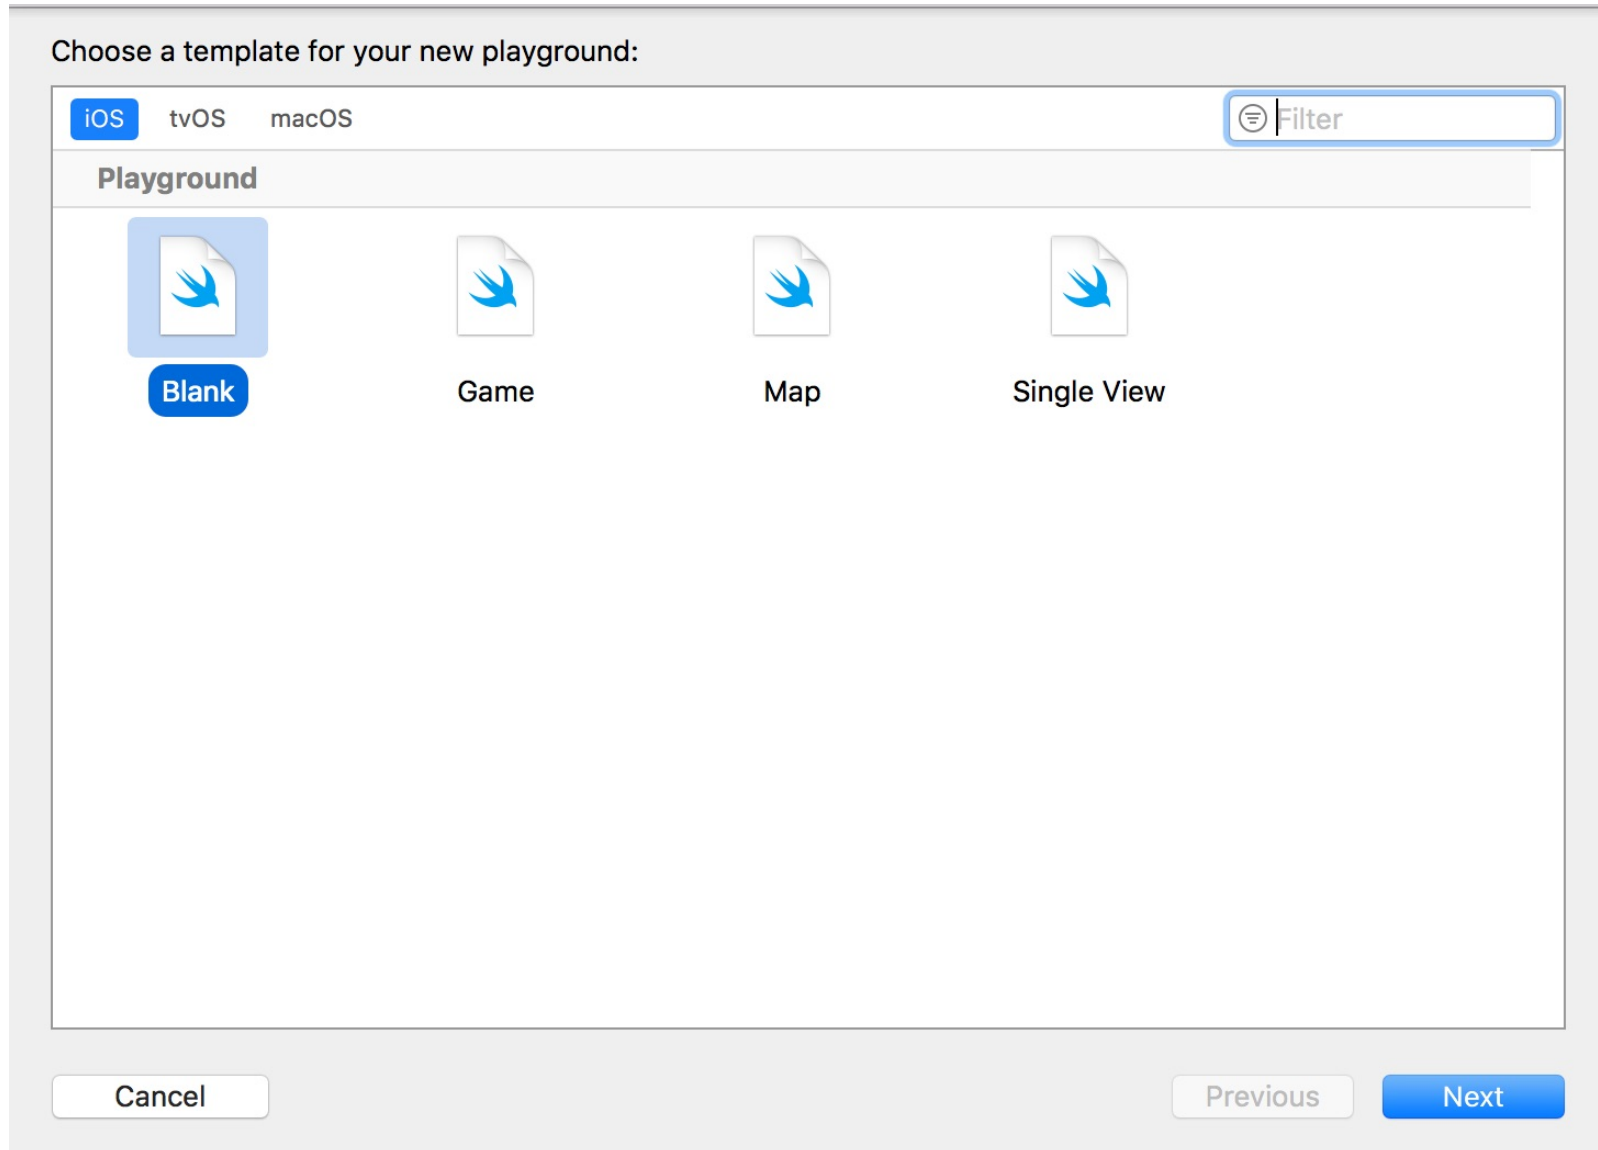 Choose a template for your new playground:
iOS tvOS macOS Filter
Playground
Blank Game Map Single View
Cancel Previous Next